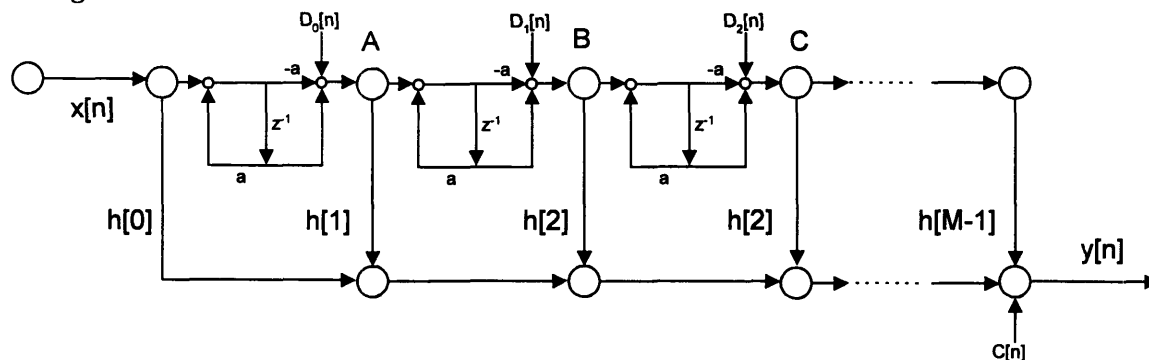 D₀[n] A D₁[n] B D₂[n] C
-a -a -a
x[n] z⁻¹ z⁻¹ z⁻¹
a a a
h[0] h[1] h[2] h[2] h[M-1]
y[n]
C[n]